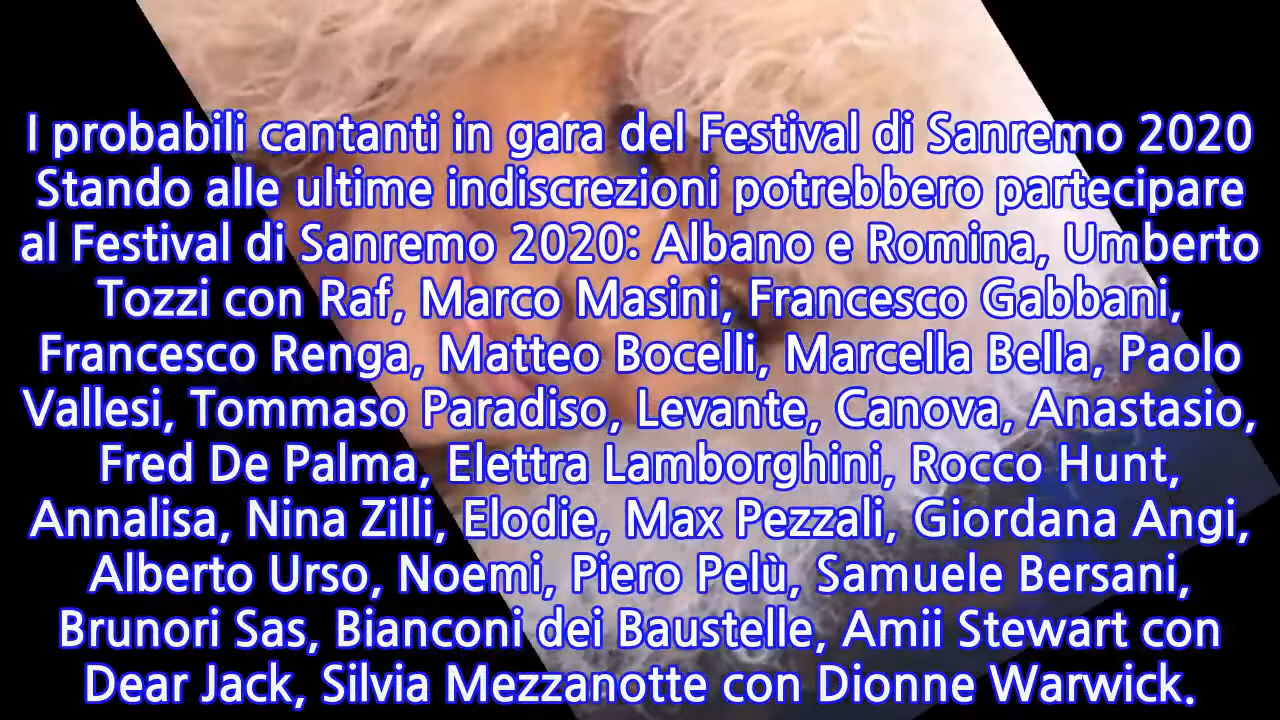 I probabili cantanti in gara del Festival di Sanremo 2020
Stando alle ultime indiscrezioni potrebbero partecipare
al Festival di Sanremo 2020: Albano e Romina, Umberto
Tozzi con Raf, Marco Masini, Francesco Gabbani,
Francesco Renga, Matteo Bocelli, Marcella Bella, Paolo
Vallesi, Tommaso Paradiso, Levante, Canova, Anastasio,
Fred De Palma, Elettra Lamborghini, Rocco Hunt,
Annalisa, Nina Zilli, Elodie, Max Pezzali, Giordana Angi,
Alberto Urso, Noemi, Piero Pelù, Samuele Bersani,
Brunori Sas, Bianconi dei Baustelle, Amii Stewart con
Dear Jack, Silvia Mezzanotte con Dionne Warwick.